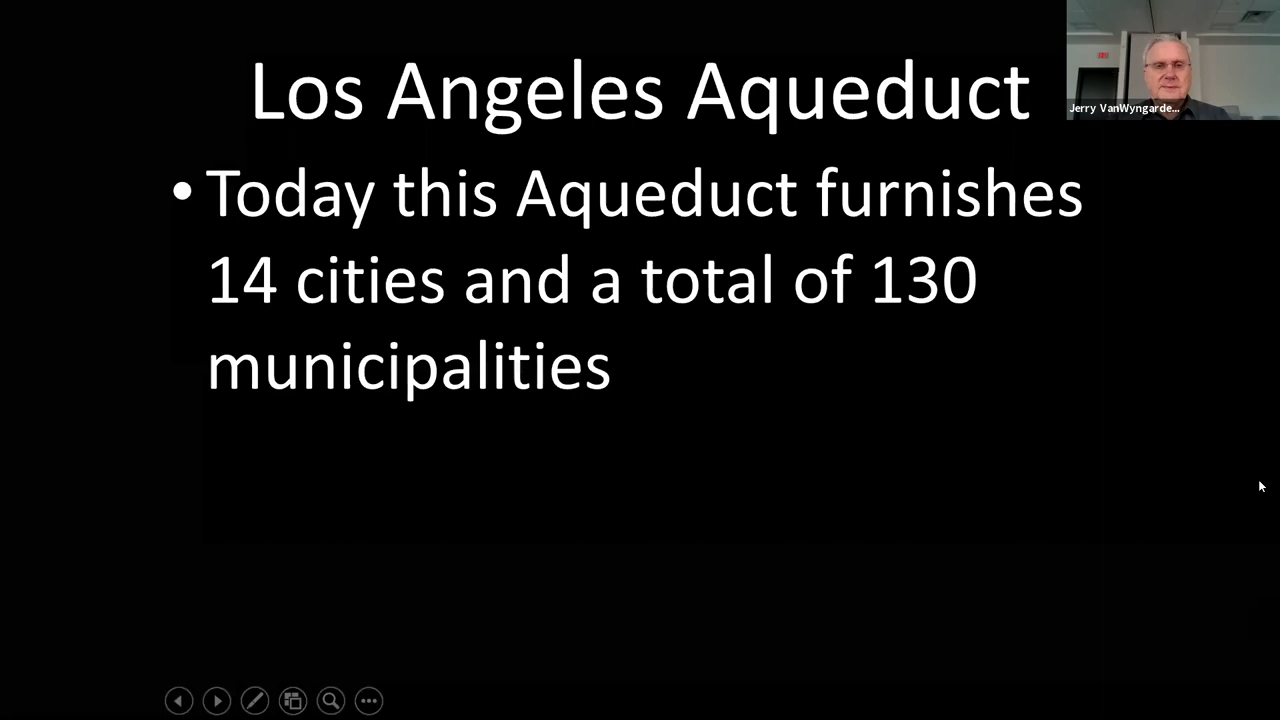 Los Angeles Aqueduct
Jerry VanWyngarde...
• Today this Aqueduct furnishes
14 cities and a total of 130
municipalities